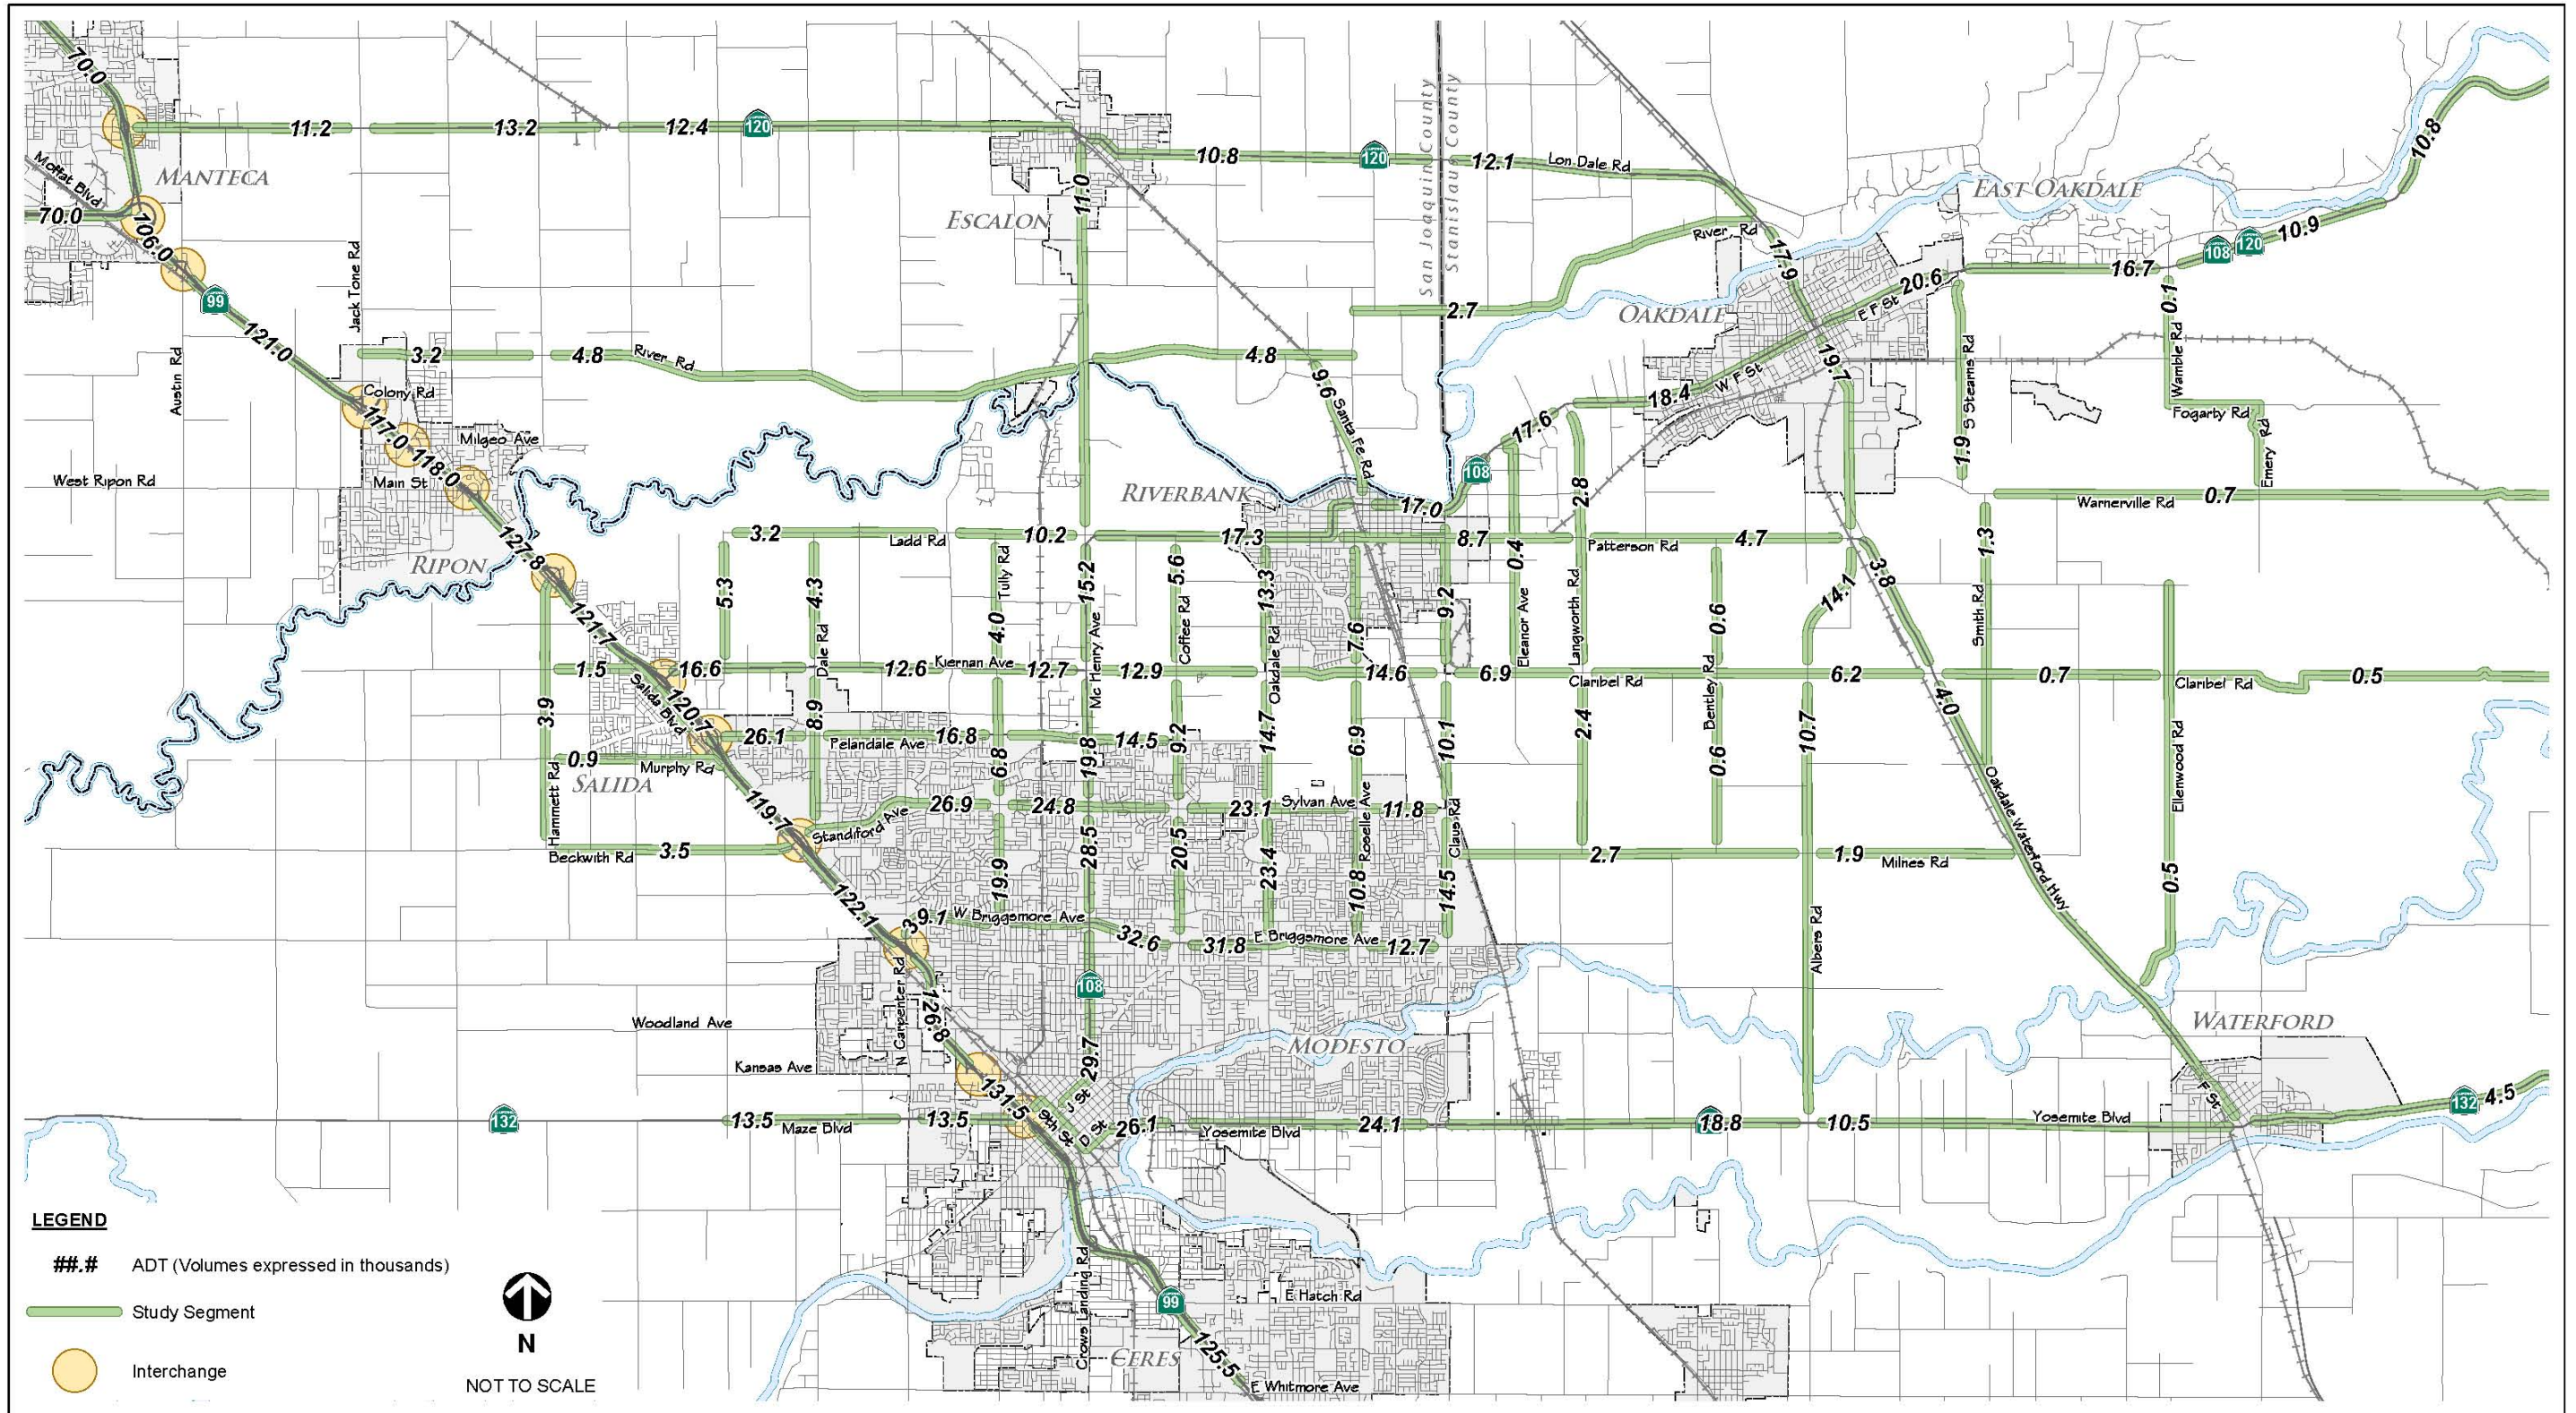 70.0
11.2
13.2
12.4
120
Moffat Blvd
MANTECA
70.0
106.0
99
121.0
Austin Rd
Jack Tone Rd
ESCALON
11.0
10.8
120
San Joaquin County
Stanislaus County
12.1
Lon Dale Rd
River Rd
17.9
EAST OAKDALE
10.8
10.9
108
120
16.7
20.6
E F St
OAKDALE
2.7
3.2
4.8
River Rd
4.8
9.6
Santa Fe Rd
19.7
W F St
18.4
17.6
108
0.1
Wamble Rd
Fogarty Rd
Emery Rd
S Stearns Rd
1.9
Colony Rd
117.0
Milgeo Ave
118.0
Main St
West Ripon Rd
127.8
RIPON
RIVERBANK
17.0
2.8
Warnerville Rd
0.7
3.2
Ladd Rd
10.2
17.3
8.7
Patterson Rd
4.7
5.3
4.3
Dale Rd
Tully Rd
4.0
15.2
Mc Henry Ave
5.6
Coffee Rd
13.3
Oakdale Rd
7.6
9.2
0.4
Eleanor Ave
Langworth Rd
0.6
Bentley Rd
14.1
3.8
1.3
Smith Rd
121.7
1.5
16.6
12.6
Kiernan Ave
12.7
12.9
14.6
6.9
Claribel Rd
6.2
0.7
Claribel Rd
0.5
Salida Blvd
120.7
3.9
Hammett Rd
8.9
26.1
Pelandale Ave
16.8
14.5
6.8
19.8
9.2
14.7
6.9
10.1
2.4
0.6
10.7
4.0
Ellenwood Rd
0.9
Murphy Rd
SALIDA
119.7
Standiford Ave
26.9
24.8
23.1
Sylvan Ave
11.8
Roselle Ave
Claus Rd
Oakdale Waterford Hwy
Beckwith Rd
3.5
19.9
28.5
20.5
23.4
10.8
14.5
2.7
1.9
Milnes Rd
0.5
122.1
39.1
W Briggsmore Ave
32.6
31.8
E Briggsmore Ave
12.7
Albers Rd
N Carpenter Rd
108
126.8
Woodland Ave
Kansas Ave
29.7
MODESTO
WATERFORD
F St
132
131.5
J St
9th St
D St
13.5
Maze Blvd
13.5
26.1
Yosemite Blvd
24.1
18.8
10.5
Yosemite Blvd
132
4.5
Crows Landing Rd
99
E Hatch Rd
CERES
125.5
E Whitmore Ave
LEGEND
##.#
ADT (Volumes expressed in thousands)
Study Segment
Interchange
N
NOT TO SCALE